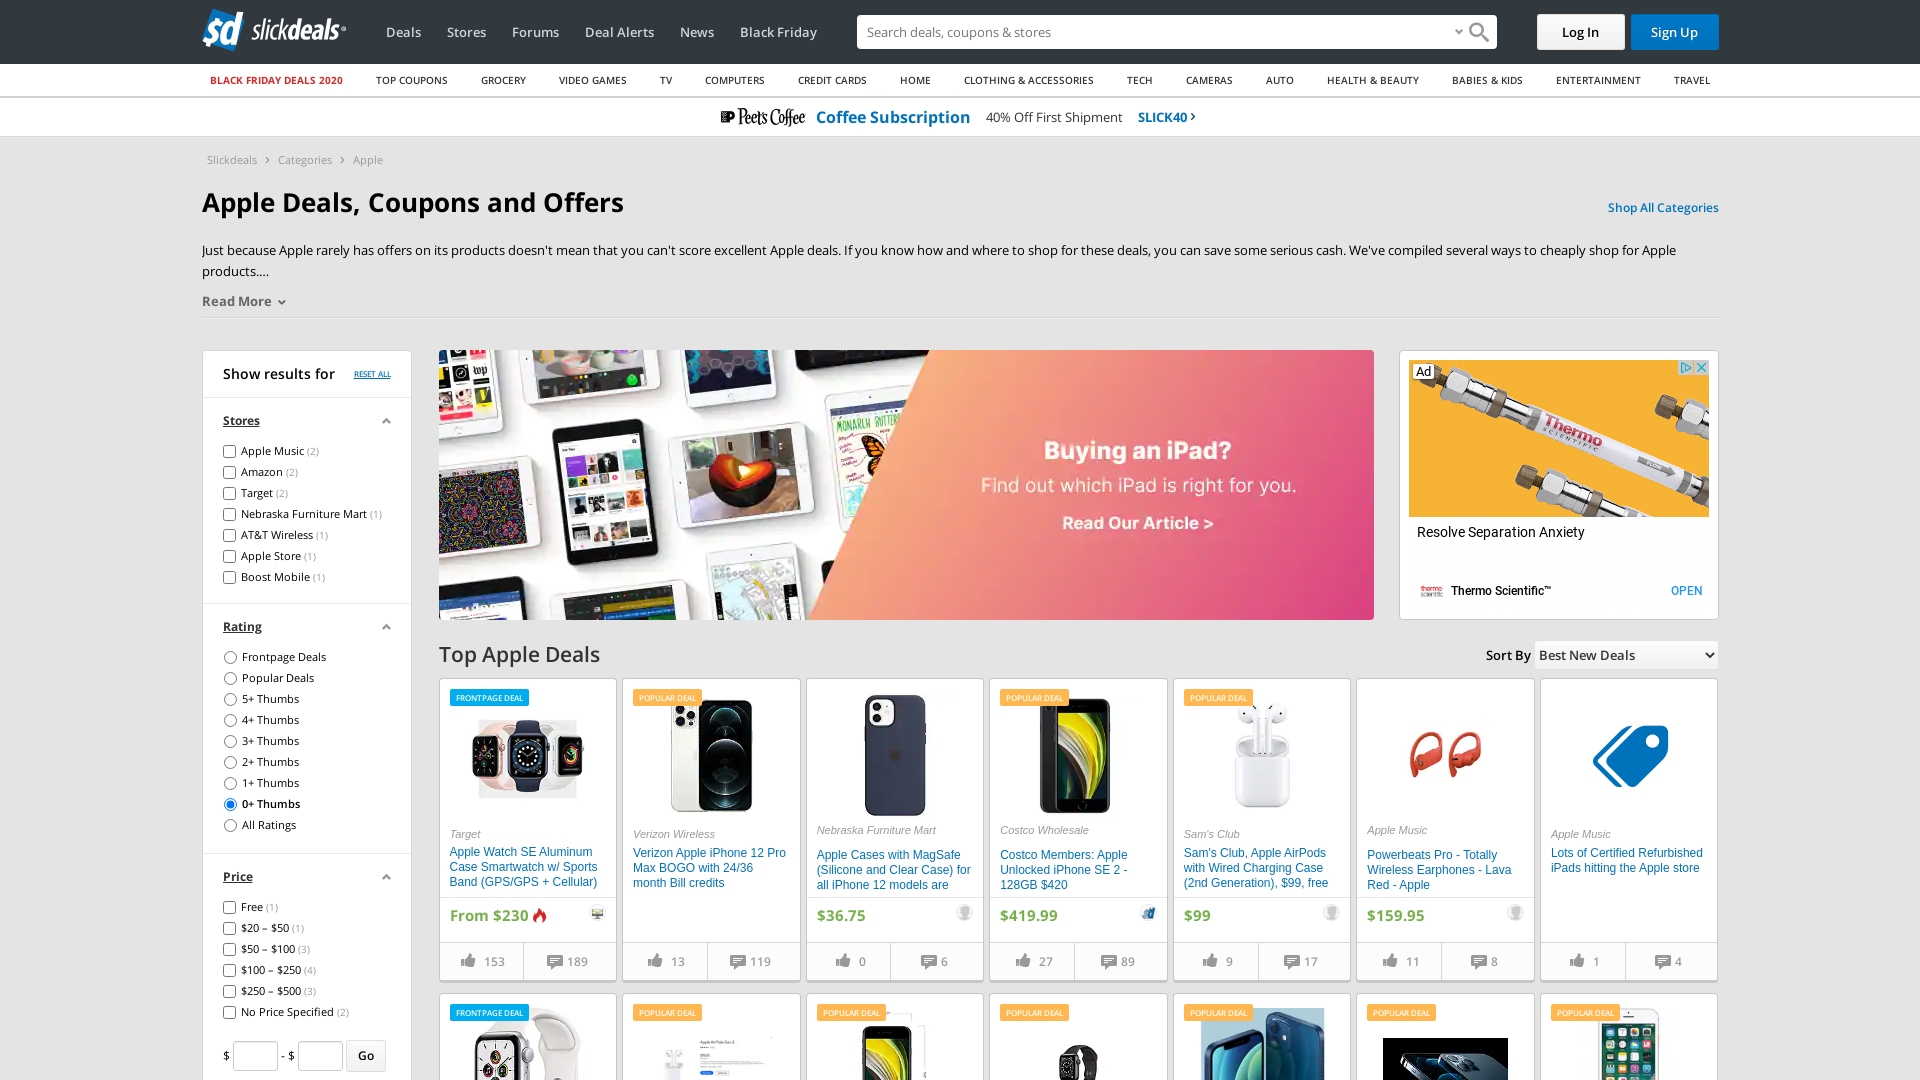 sd slickdeals
Deals Stores Forums Deal Alerts News Black Friday
Search deals, coupons & stores
Log In
Sign Up
BLACK FRIDAY DEALS 2020 TOP COUPONS GROCERY VIDEO GAMES TV COMPUTERS CREDIT CARDS HOME CLOTHING & ACCESSORIES TECH CAMERAS AUTO HEALTH & BEAUTY BABIES & KIDS ENTERTAINMENT TRAVEL
Peet's Coffee Coffee Subscription 40% Off First Shipment SLICK40
Slickdeals > Categories > Apple
Apple Deals, Coupons and Offers
Shop All Categories
Just because Apple rarely has offers on its products doesn't mean that you can't score excellent Apple deals. If you know how and where to shop for these deals, you can save some serious cash. We've compiled several ways to cheaply shop for Apple
products....
Read More
Show results for RESET ALL
Stores
Apple Music (2)
Amazon (2)
Target (2)
Nebraska Furniture Mart (1)
AT&T Wireless (1)
Apple Store (1)
Boost Mobile (1)
Rating
Frontpage Deals
Popular Deals
5+ Thumbs
4+ Thumbs
3+ Thumbs
2+ Thumbs
1+ Thumbs
0+ Thumbs
All Ratings
Price
Free (1)
$20 – $50 (1)
$50 – $100 (3)
$100 – $250 (4)
$250 – $500 (3)
No Price Specified (2)
$ - $ Go
MONARCH BUTTERF
Buying an iPad?
Find out which iPad is right for you.
Read Our Article >
Ad
Thermo
SCIENTIFIC
FLOW
Resolve Separation Anxiety
thermo
scientific
Thermo Scientific™
OPEN
Top Apple Deals
Sort By Best New Deals
FRONTPAGE DEAL
Target
Apple Watch SE Aluminum
Case Smartwatch w/ Sports
Band (GPS/GPS + Cellular)
From $230
153 189
POPULAR DEAL
Verizon Wireless
Verizon Apple iPhone 12 Pro
Max BOGO with 24/36
month Bill credits
13 119
Nebraska Furniture Mart
Apple Cases with MagSafe
(Silicone and Clear Case) for
all iPhone 12 models are
$36.75
0 6
POPULAR DEAL
Costco Wholesale
Costco Members: Apple
Unlocked iPhone SE 2 -
128GB $420
$419.99
27 89
POPULAR DEAL
Sam's Club
Sam's Club, Apple AirPods
with Wired Charging Case
(2nd Generation), $99, free
$99
9 17
Apple Music
Powerbeats Pro - Totally
Wireless Earphones - Lava
Red - Apple
$159.95
11 8
Apple Music
Lots of Certified Refurbished
iPads hitting the Apple store
1 4
FRONTPAGE DEAL
POPULAR DEAL
POPULAR DEAL
POPULAR DEAL
POPULAR DEAL
POPULAR DEAL
POPULAR DEAL